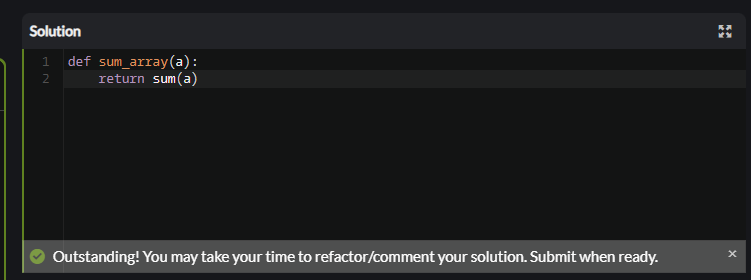 Solution
1 def sum_array(a):
2     return sum(a)
Outstanding! You may take your time to refactor/comment your solution. Submit when ready.